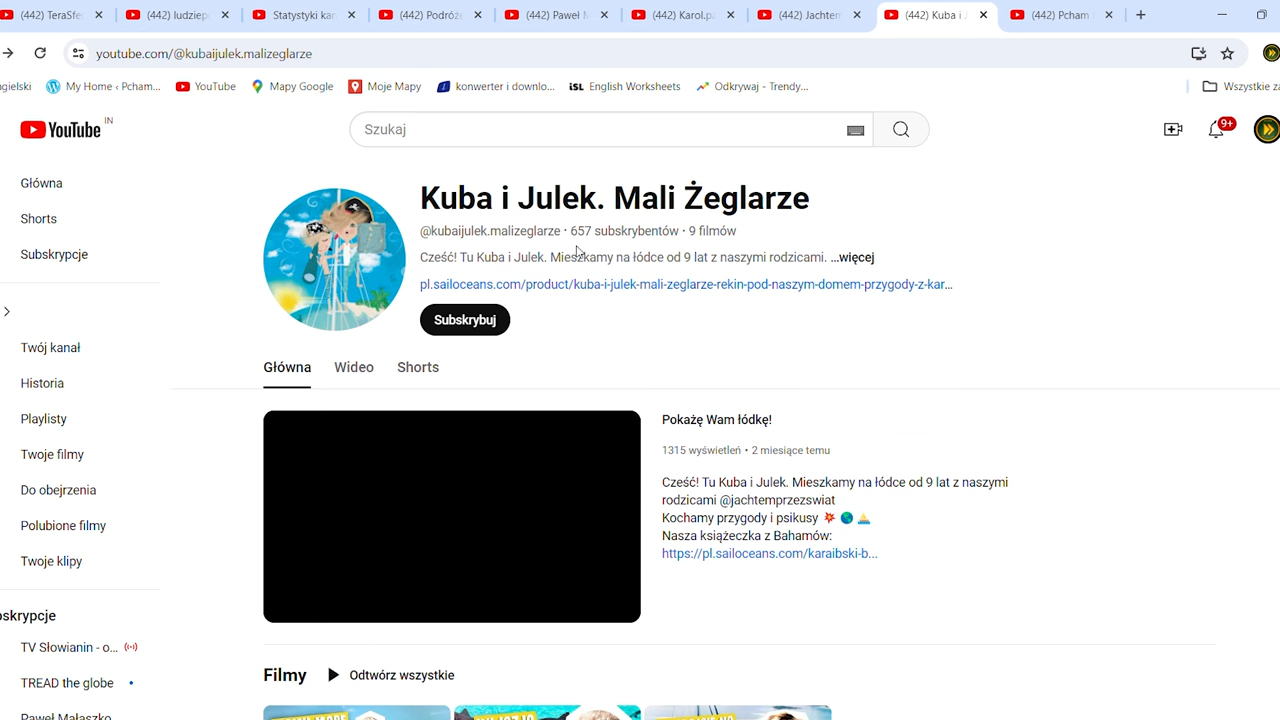 (442) TeraSfe
(442) ludziep
Statystyki kar
(442) Podróże
(442) Paweł M
(442) Karol.pa
(442) Jachtem
(442) Kuba i J
(442) Pcham
youtube.com/@kubaijulek.malizeglarze
gielski
My Home ‹ Pcham...
YouTube
Mapy Google
Moje Mapy
konwerter i downlo...
iSL English Worksheets
Odkrywaj - Trendy...
Wszystkie za
YouTube IN
Szukaj
9+
Główna
Shorts
Subskrypcje
Twój kanał
Historia
Playlisty
Twoje filmy
Do obejrzenia
Polubione filmy
Twoje klipy
bskrypcje
TV Słowianin - o...
TREAD the globe
Paweł Małaszko
Kuba i Julek. Mali Żeglarze
@kubaijulek.malizeglarze · 657 subskrybentów · 9 filmów
Cześć! Tu Kuba i Julek. Mieszkamy na łódce od 9 lat z naszymi rodzicami. ...więcej
pl.sailoceans.com/product/kuba-i-julek-mali-zeglarze-rekin-pod-naszym-domem-przygody-z-kar...
Subskrybuj
Główna
Wideo
Shorts
Pokażę Wam łódkę!
1315 wyświetleń • 2 miesiące temu
Cześć! Tu Kuba i Julek. Mieszkamy na łódce od 9 lat z naszymi
rodzicami @jachtemprzezswiat
Kochamy przygody i psikusy 💥 🌎 ⛵
Nasza książeczka z Bahamów:
https://pl.sailoceans.com/karaibski-b...
Filmy
Odtwórz wszystkie